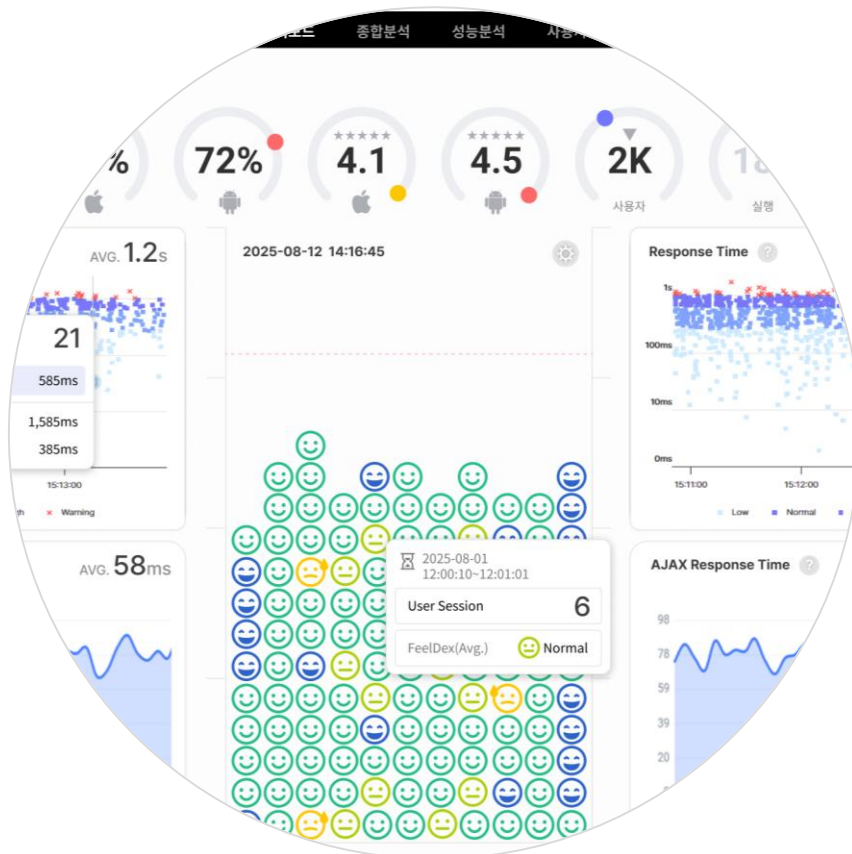 종합분석
성능분석
%
72%
★★★★★
4.1
★★★★★
4.5
2K
사용자
실행
AVG. 1.2s
21
585ms
1,585ms
385ms
15:13:00
Warning
2025-08-12 14:16:45
Response Time ?
1s
100ms
10ms
0ms
15:11:00
15:12:00
Low
Normal
AVG. 58ms
2025-08-01
12:00:10~12:01:01
User Session 6
FeelDex(Avg.) Normal
AJAX Response Time ?
98
78
59
39
20